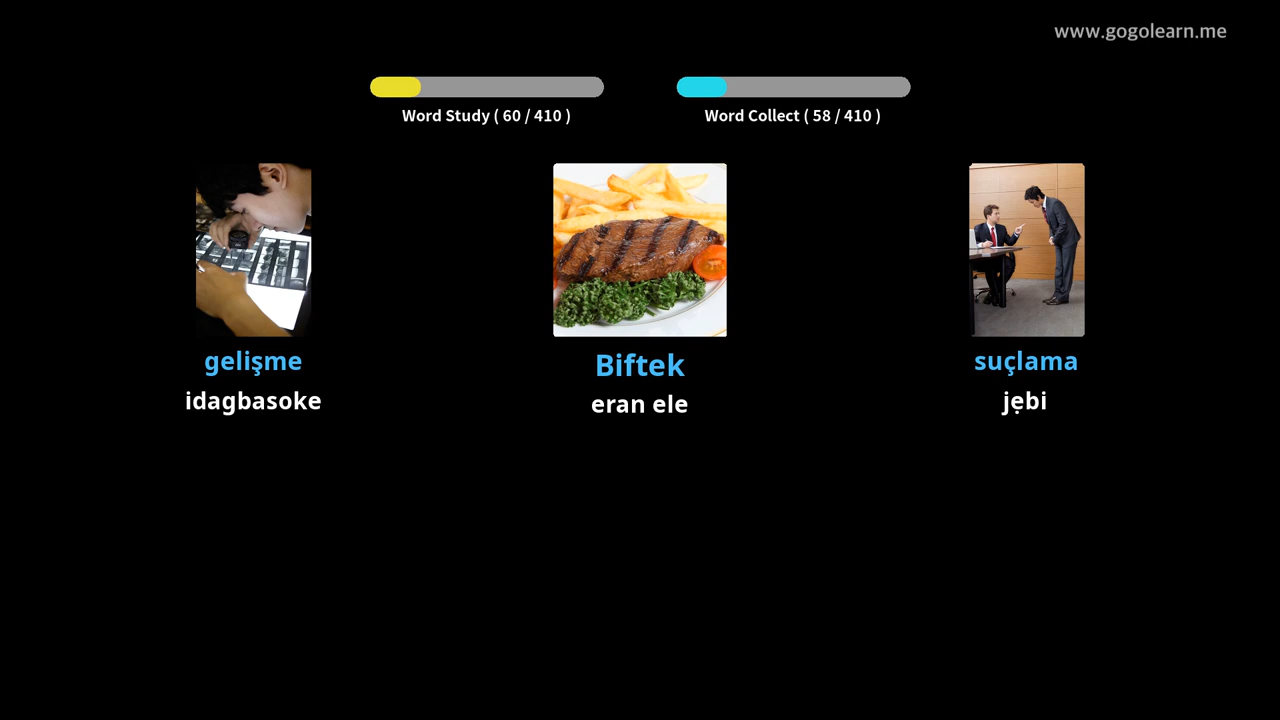 www.gogolearn.me
Word Study ( 60 / 410 )
Word Collect ( 58 / 410 )
gelişme
Biftek
suçlama
idagbasoke
eran ele
jẹbi